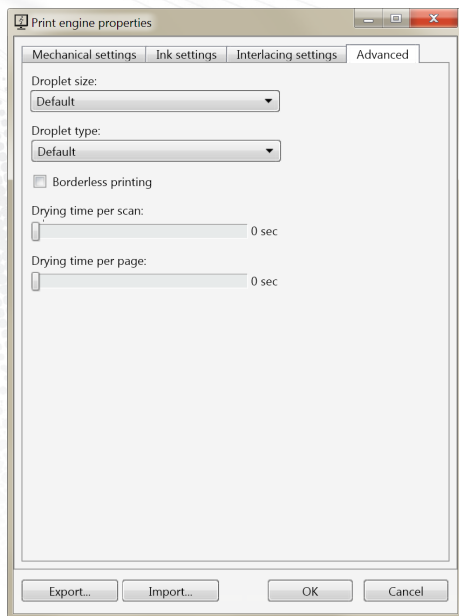 Print engine properties
Mechanical settings Ink settings Interlacing settings Advanced
Droplet size:
Default
Droplet type:
Default
Borderless printing
Drying time per scan:
0 sec
Drying time per page:
0 sec
Export... Import... OK Cancel